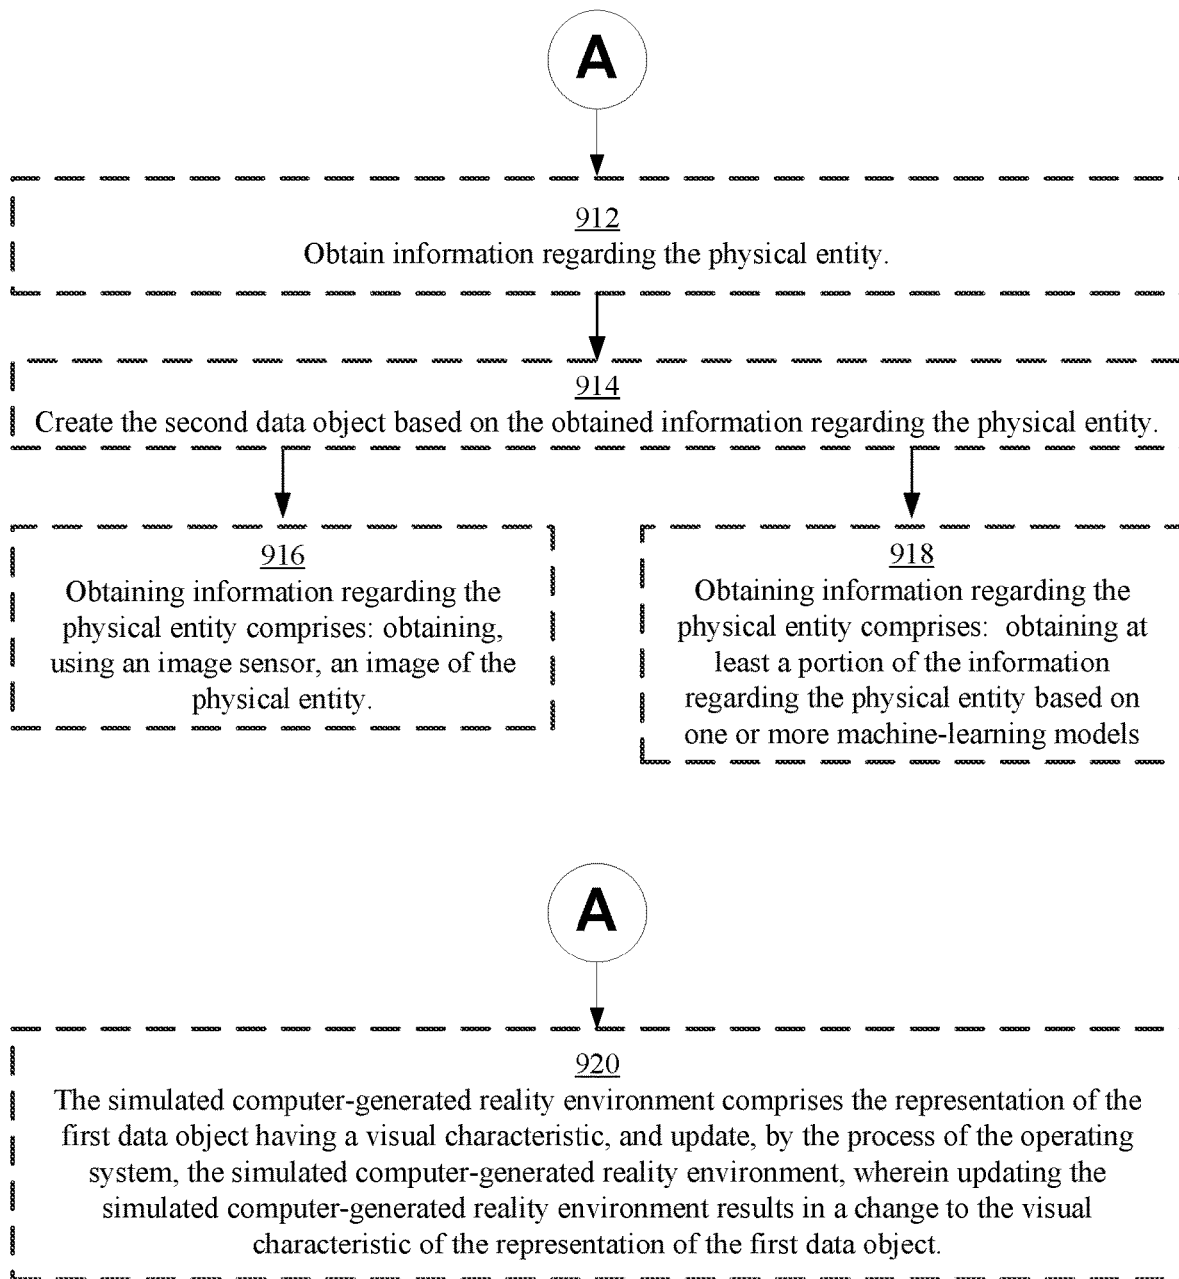 A
912
Obtain information regarding the physical entity.
914
Create the second data object based on the obtained information regarding the physical entity.
916
Obtaining information regarding the
physical entity comprises: obtaining,
using an image sensor, an image of the
physical entity.
918
Obtaining information regarding the
physical entity comprises:  obtaining at
least a portion of the information
regarding the physical entity based on
one or more machine-learning models
A
920
The simulated computer-generated reality environment comprises the representation of the
first data object having a visual characteristic, and update, by the process of the operating
system, the simulated computer-generated reality environment, wherein updating the
simulated computer-generated reality environment results in a change to the visual
characteristic of the representation of the first data object.